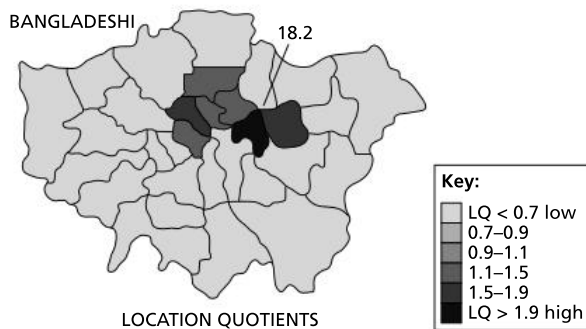 BANGLADESHI
18.2
Key:
LQ < 0.7 low
0.7–0.9
0.9–1.1
1.1–1.5
1.5–1.9
LQ > 1.9 high
LOCATION QUOTIENTS